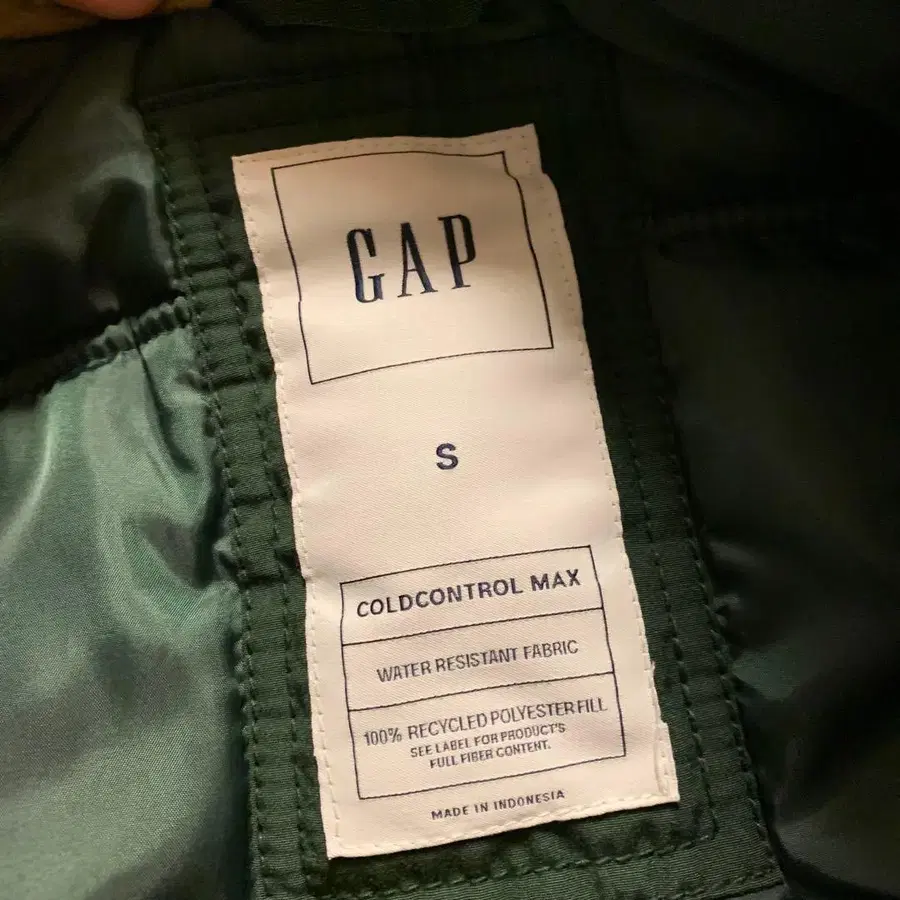 GAP
S
COLDCONTROL MAX
WATER RESISTANT FABRIC
100% RECYCLED POLYESTER FILL
SEE LABEL FOR PRODUCT'S
FULL FIBER CONTENT.
MADE IN INDONESIA